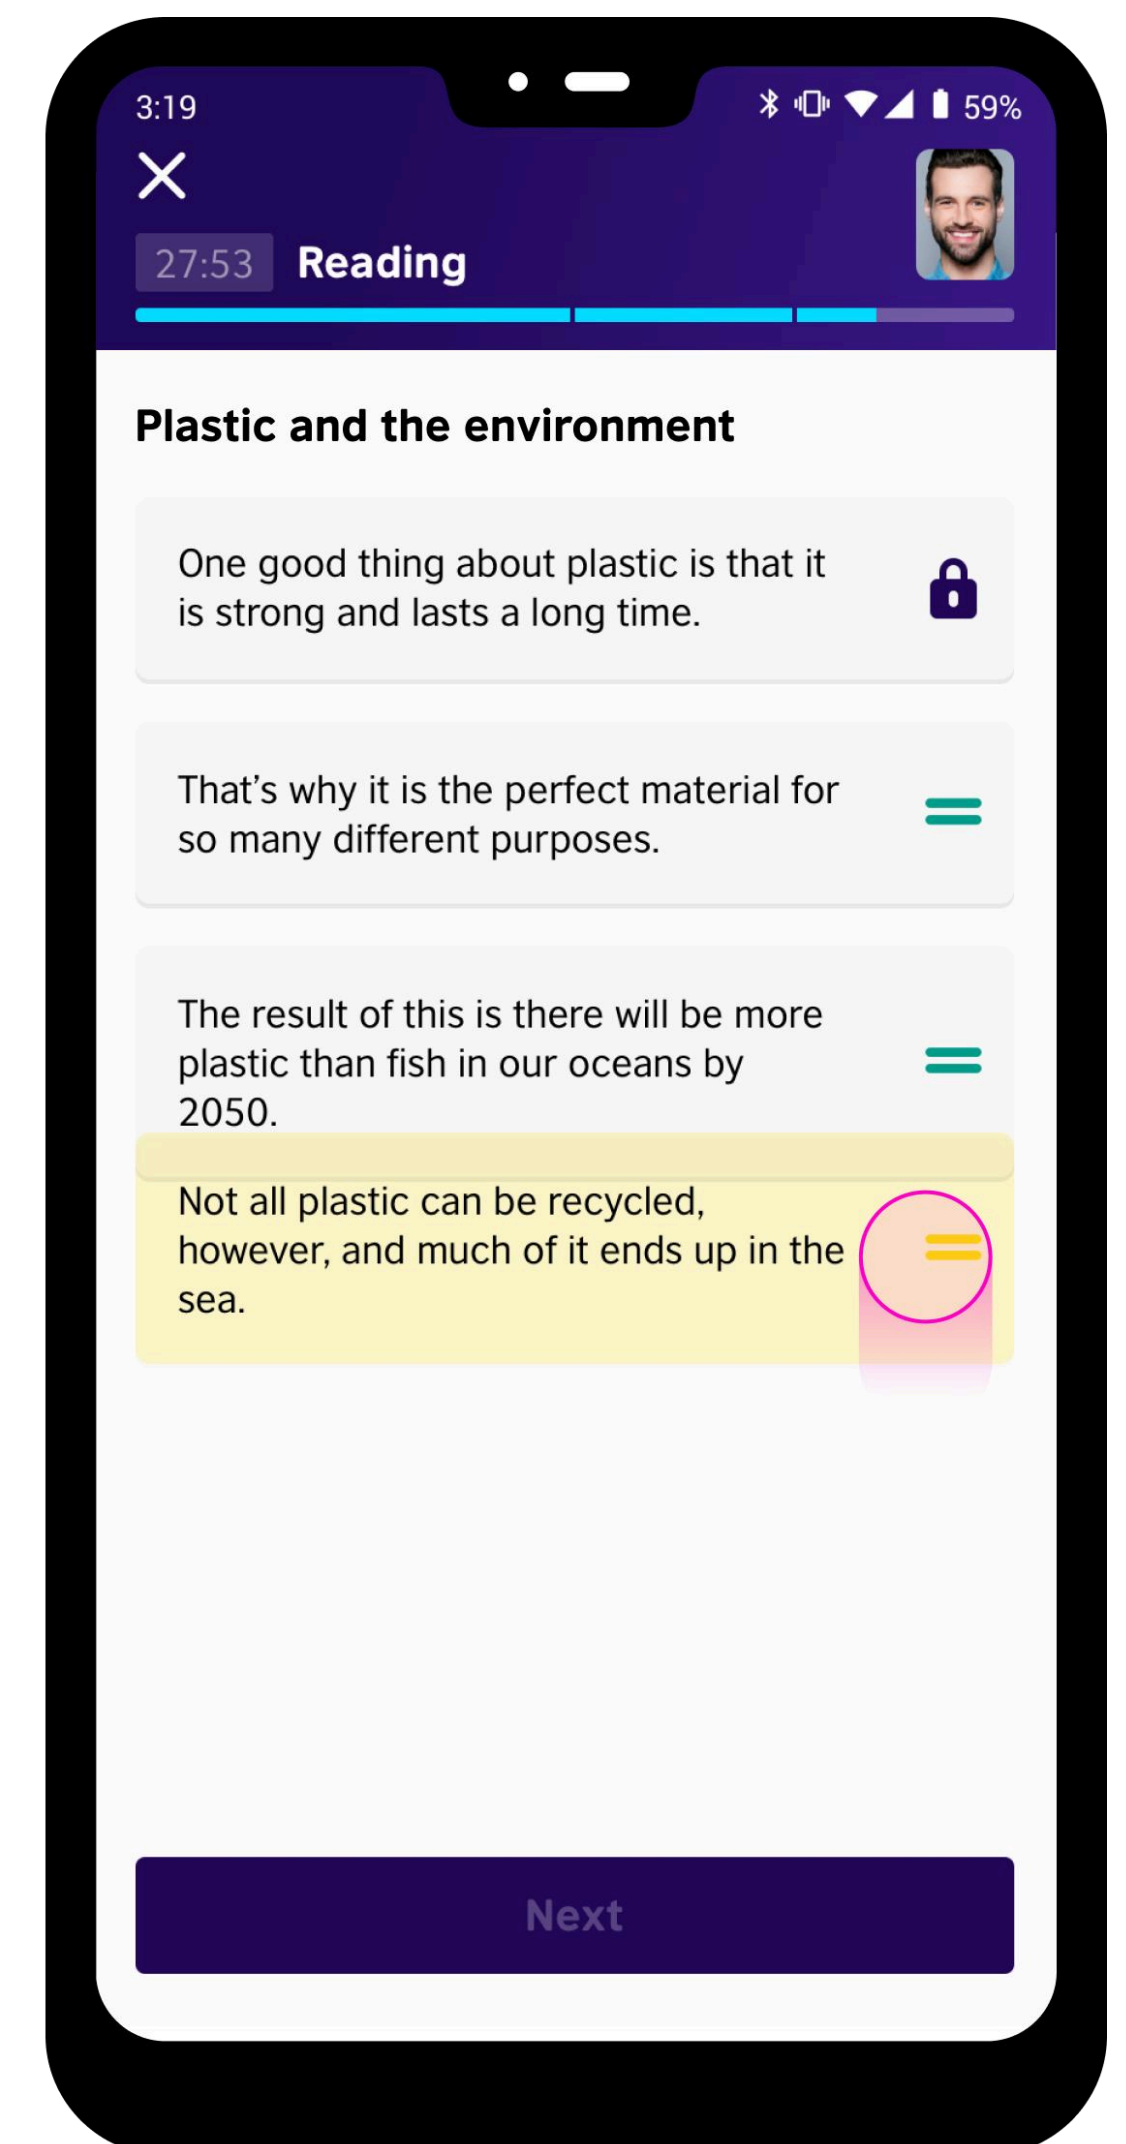 3:19
59%
27:53 Reading
Plastic and the environment
One good thing about plastic is that it
is strong and lasts a long time.
That’s why it is the perfect material for
so many different purposes.
The result of this is there will be more
plastic than fish in our oceans by
2050.
Not all plastic can be recycled,
however, and much of it ends up in the
sea.
Next